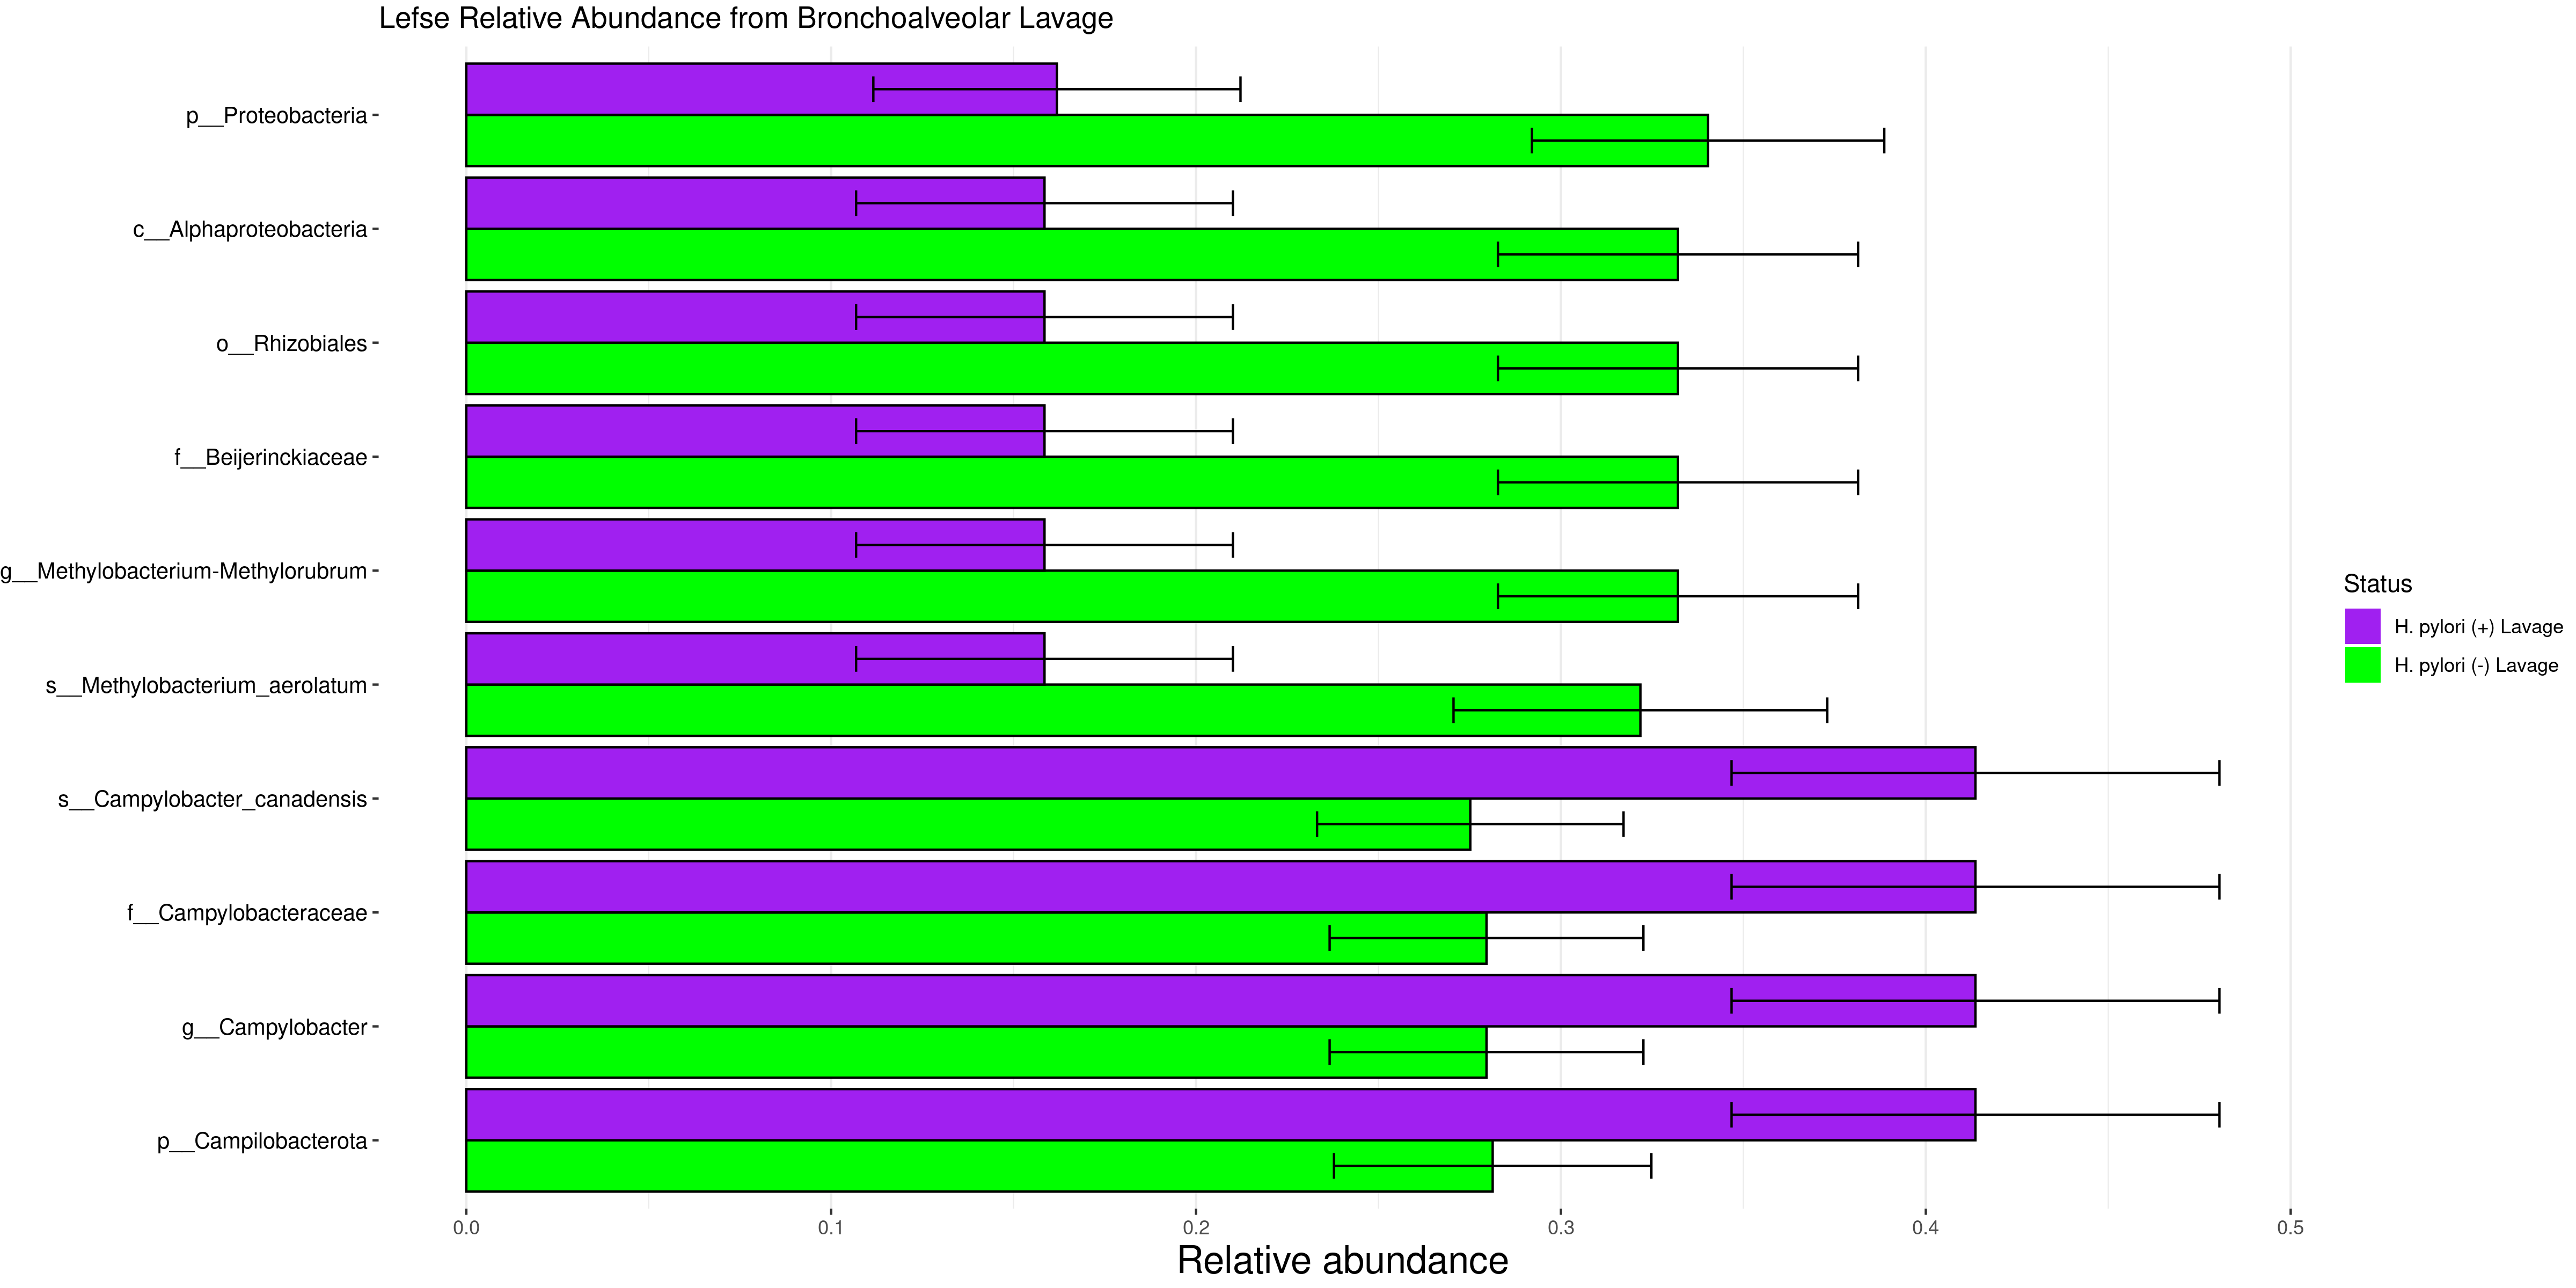 Lefse Relative Abundance from Bronchoalveolar Lavage
p__Proteobacteria
c__Alphaproteobacteria
o__Rhizobiales
f__Beijerinckiaceae
g__Methylobacterium-Methylorubrum
s__Methylobacterium_aerolatum
s__Campylobacter_canadensis
f__Campylobacteraceae
g__Campylobacter
p__Campilobacterota
0.0 0.1 0.2 0.3 0.4 0.5
Relative abundance
Status
H. pylori (+) Lavage
H. pylori (-) Lavage